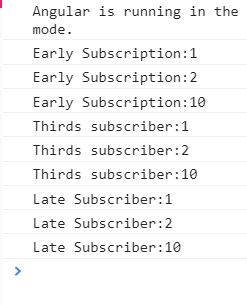 Angular is running in the
mode.
Early Subscription:1
Early Subscription:2
Early Subscription:10
Thirds subscriber:1
Thirds subscriber:2
Thirds subscriber:10
Late Subscriber:1
Late Subscriber:2
Late Subscriber:10